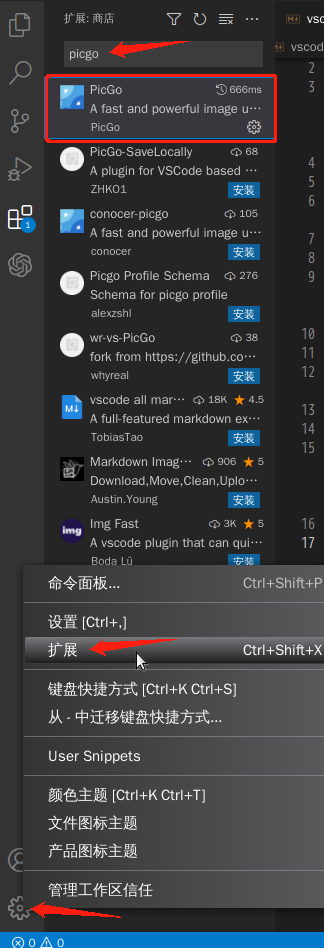 扩展: 商店
vsc
picgo
vscod
PicGo 666ms
A fast and powerful image u…
PicGo
PicGo-SaveLocally 68
A plugin for VSCode based …
ZHK01 安装
conocer-picgo 105
A fast and powerful image u…
conocer 安装
Picgo Profile Schema 276
Schema for picgo profile
alexzshl 安装
wr-vs-PicGo 38
fork from https://github.co…
whyreal 安装
vscode all mar… 18K 4.5
A full-featured markdown ex…
TobiasTao 安装
Markdown Imag… 906 5
Download,Move,Clean,Uplo…
Austin.Young 安装
Img Fast 3K 5
A vscode plugin that can qui…
Boda Lü 安装
M↓
img
1
2
3
4
5
6
7
8
9
10
11
12
13
14
15
16
17
命令面板... Ctrl+Shift+P
设置 [Ctrl+,]
扩展 Ctrl+Shift+X
键盘快捷方式 [Ctrl+K Ctrl+S]
从 - 中迁移键盘快捷方式...
User Snippets
颜色主题 [Ctrl+K Ctrl+T]
文件图标主题
产品图标主题
管理工作区信任
0 0